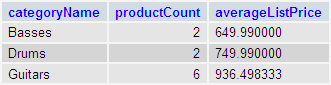 categoryName productCount averageListPrice
Basses 2 649.990000
Drums 2 749.990000
Guitars 6 936.498333